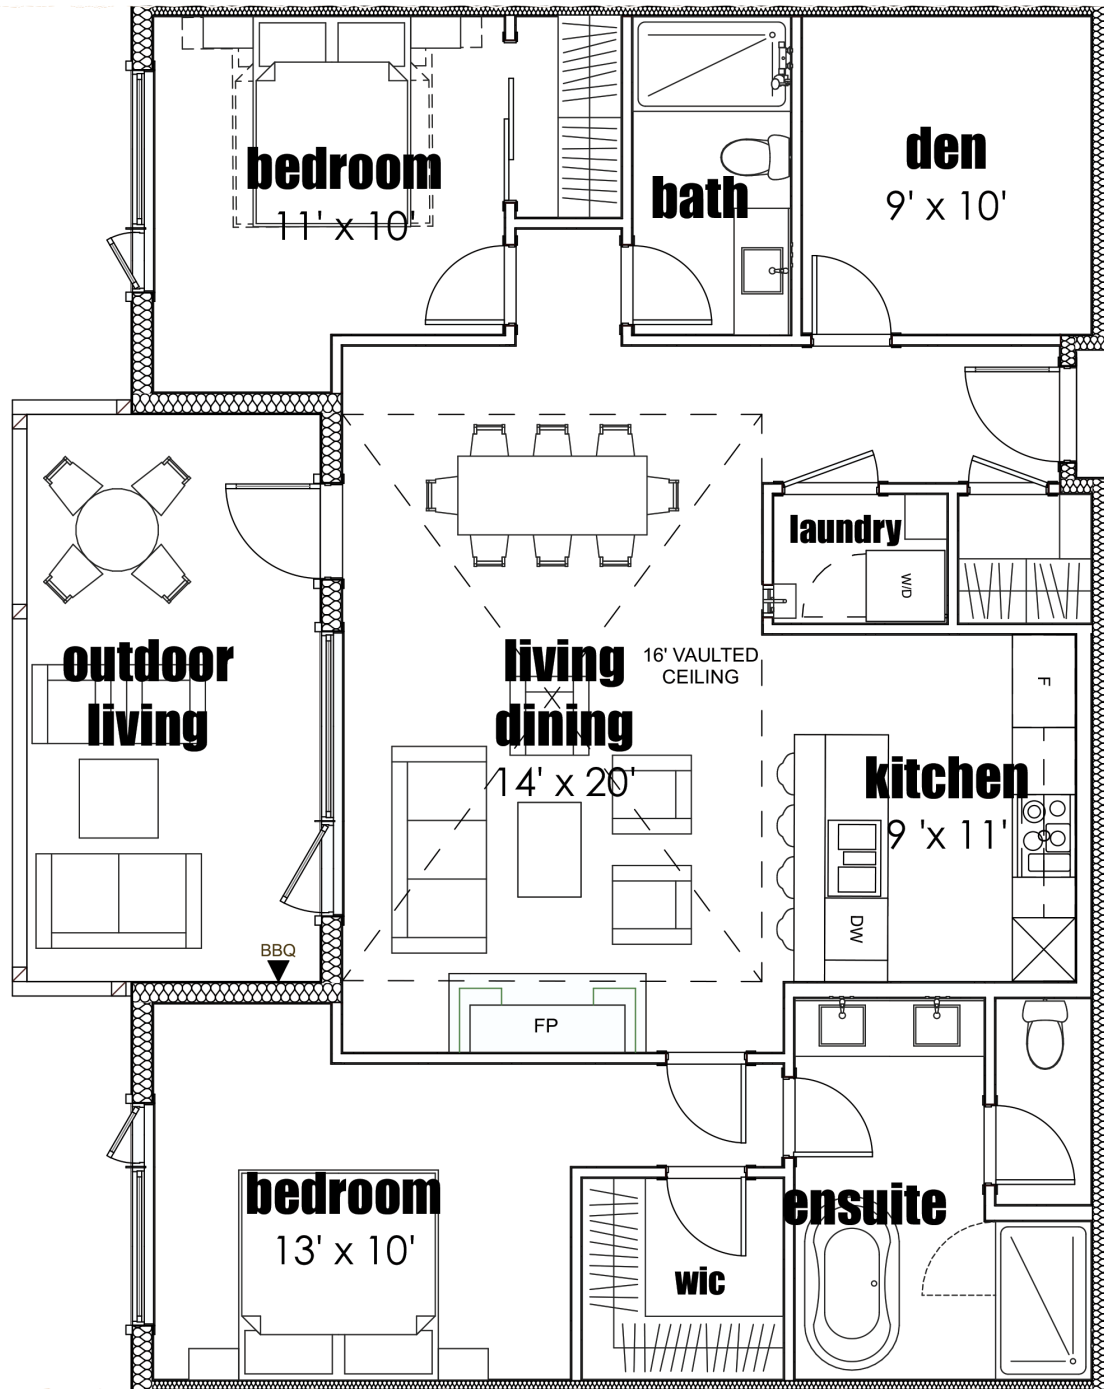 bedroom
11' x 10'
bath
den
9' x 10'
laundry
W/D
outdoor
living
living
dining
14' x 20'
16' VAULTED
CEILING
F
kitchen
9 'x 11'
DW
BBQ
FP
bedroom
13' x 10'
wic
ensuite